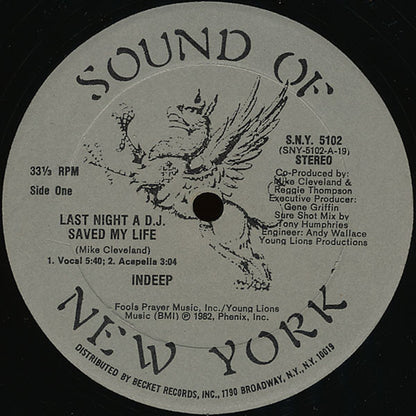 SOUND OF
S.N.Y. 5102
(SNY-5102-A-19)
STEREO
33⅓ RPM
Side One
Co-Produced by:
Mike Cleveland &
Reggie Thompson
Executive Producer:
Gene Griffin
Sure Shot Mix by
Tony Humphries
Engineer: Andy Wallace
Young Lions Productions
LAST NIGHT A D.J.
SAVED MY LIFE
(Mike Cleveland)
1. Vocal 5:40; 2. Acapella 3:04
INDEEP
Fools Prayer Music, Inc./Young Lions
Music (BMI) ℗ 1982, Phenix, Inc.
NEW YORK
DISTRIBUTED BY BECKET RECORDS, INC., 1790 BROADWAY, N.Y., N.Y. 10019